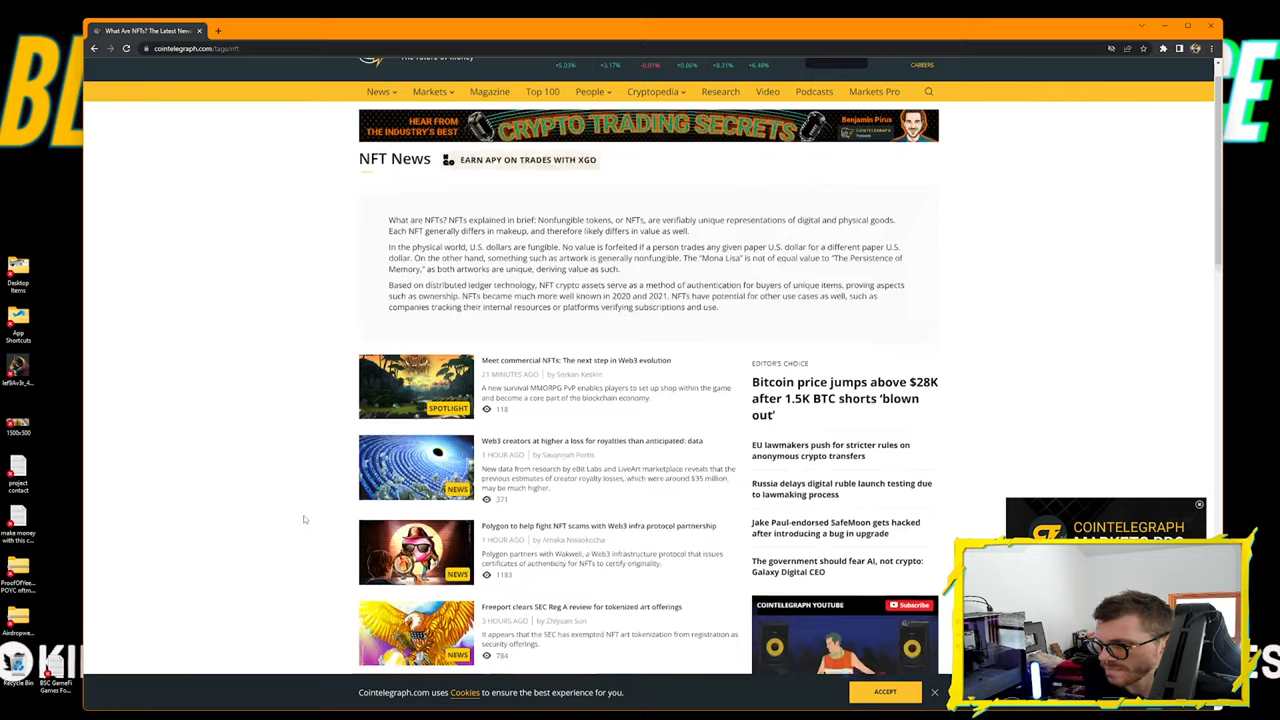 What Are NFTs? The Latest New
cointelegraph.com/tags/nft
The Future of Money
+5.03% +3.17% -0.01% +0.86% +8.31% +6.48%
CAREERS
News Markets Magazine Top 100 People Cryptopedia Research Video Podcasts Markets Pro
HEAR FROM
THE INDUSTRY'S BEST
CRYPTO TRADING SECRETS
Benjamin Pirus
NFT News
EARN APY ON TRADES WITH XGO
What are NFTs? NFTs explained in brief: Nonfungible tokens, or NFTs, are verifiably unique representations of digital and physical goods.
Each NFT generally differs in makeup, and therefore likely differs in value as well.
In the physical world, U.S. dollars are fungible. No value is forfeited if a person trades any given paper U.S. dollar for a different paper U.S.
dollar. On the other hand, something such as artwork is generally nonfungible. The "Mona Lisa" is not of equal value to "The Persistence of
Memory," as both artworks are unique, deriving value as such.
Based on distributed ledger technology, NFT crypto assets serve as a method of authentication for buyers of unique items, proving aspects
such as ownership. NFTs became much more well known in 2020 and 2021. NFTs have potential for other use cases as well, such as
companies tracking their internal resources or platforms verifying subscriptions and use.
SPOTLIGHT
Meet commercial NFTs: The next step in Web3 evolution
21 MINUTES AGO | by Serkan Keskin
A new survival MMORPG PvP enables players to set up shop within the game
and become a core part of the blockchain economy.
118
NEWS
Web3 creators at higher a loss for royalties than anticipated: data
1 HOUR AGO | by Savannah Fortis
New data from research by eBit Labs and LiveArt marketplace reveals that the
previous estimates of creator royalty losses, which were around $35 million,
may be much higher.
371
NEWS
Polygon to help fight NFT scams with Web3 infra protocol partnership
1 HOUR AGO | by Amaka Nwaokocha
Polygon partners with Wakweli, a Web3 infrastructure protocol that issues
certificates of authenticity for NFTs to certify originality.
1183
NEWS
Freeport clears SEC Reg A review for tokenized art offerings
3 HOURS AGO | by Zhiyuan Sun
It appears that the SEC has exempted NFT art tokenization from registration as
security offerings.
784
EDITOR'S CHOICE
Bitcoin price jumps above $28K
after 1.5K BTC shorts 'blown
out'
EU lawmakers push for stricter rules on
anonymous crypto transfers
Russia delays digital ruble launch testing due
to lawmaking process
Jake Paul-endorsed SafeMoon gets hacked
after introducing a bug in upgrade
The government should fear AI, not crypto:
Galaxy Digital CEO
COINTELEGRAPH YOUTUBE
Subscribe
COINTELEGRAPH
Cointelegraph.com uses Cookies to ensure the best experience for you.
ACCEPT
Desktop
Items
App
Shortcuts
1500x500
project
contact
make money
with this c...
ProofOfYee...
POYC nftm...
Airdropwe...
Recycle Bin
BSC GameFi
Games Fo...